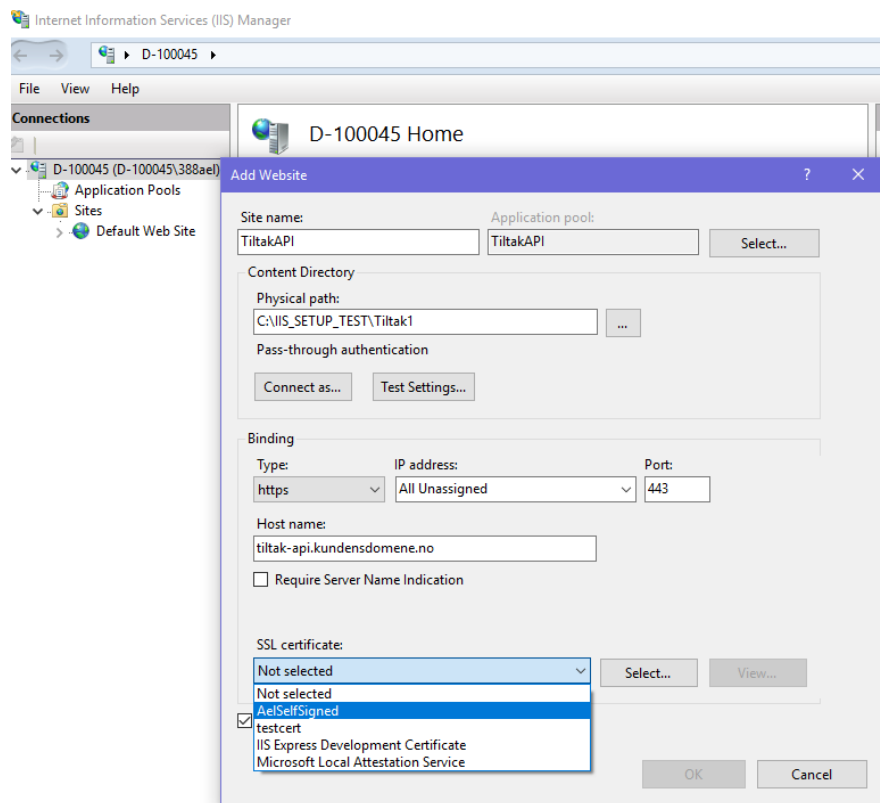 Internet Information Services (IIS) Manager
D-100045
File View Help
Connections
D-100045 Home
D-100045 (D-100045\388ael)
Application Pools
Sites
Default Web Site
Add Website
? ×
Site name:
Application pool:
TiltakAPI
TiltakAPI
Select...
Content Directory
Physical path:
C:\IIS_SETUP_TEST\Tiltak1
...
Pass-through authentication
Connect as...
Test Settings...
Binding
Type:
IP address:
Port:
https
All Unassigned
443
Host name:
tiltak-api.kundensdomene.no
Require Server Name Indication
SSL certificate:
Not selected
Select...
View...
Not selected
AelSelfSigned
testcert
IIS Express Development Certificate
Microsoft Local Attestation Service
OK
Cancel